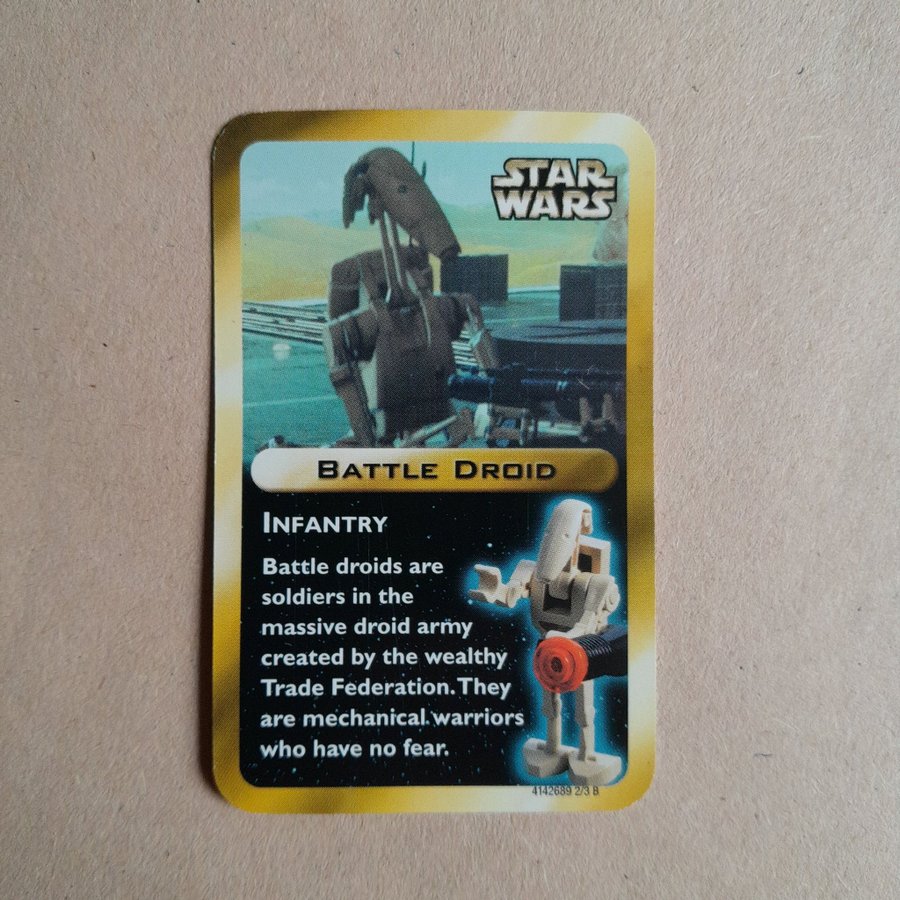 STAR
WARS
BATTLE DROID
INFANTRY
Battle droids are
soldiers in the
massive droid army
created by the wealthy
Trade Federation. They
are mechanical warriors
who have no fear.
4142689 2/3 B